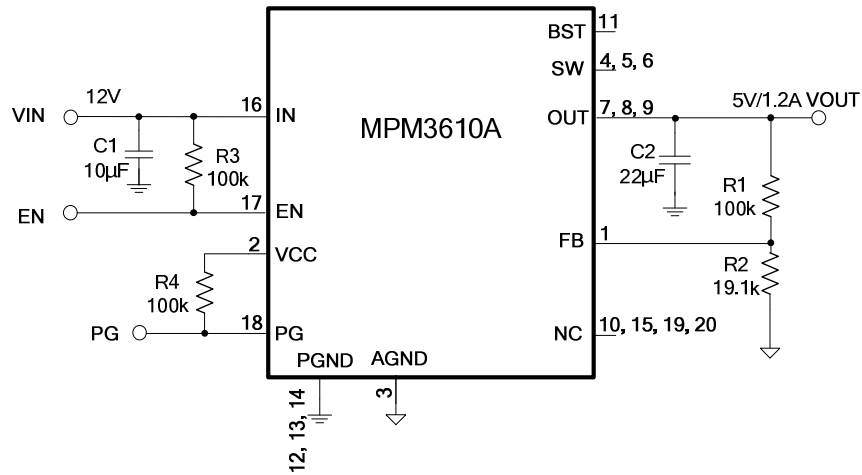 BST
11
SW
4, 5, 6
VIN
12V
16
IN
MPM3610A
OUT
7, 8, 9
5V/1.2A VOUT
C1
10µF
R3
100k
C2
22µF
R1
100k
EN
17
EN
FB
1
2
VCC
R4
100k
R2
19.1k
PG
18
PG
NC
10, 15, 19, 20
PGND
AGND
12, 13, 14
3